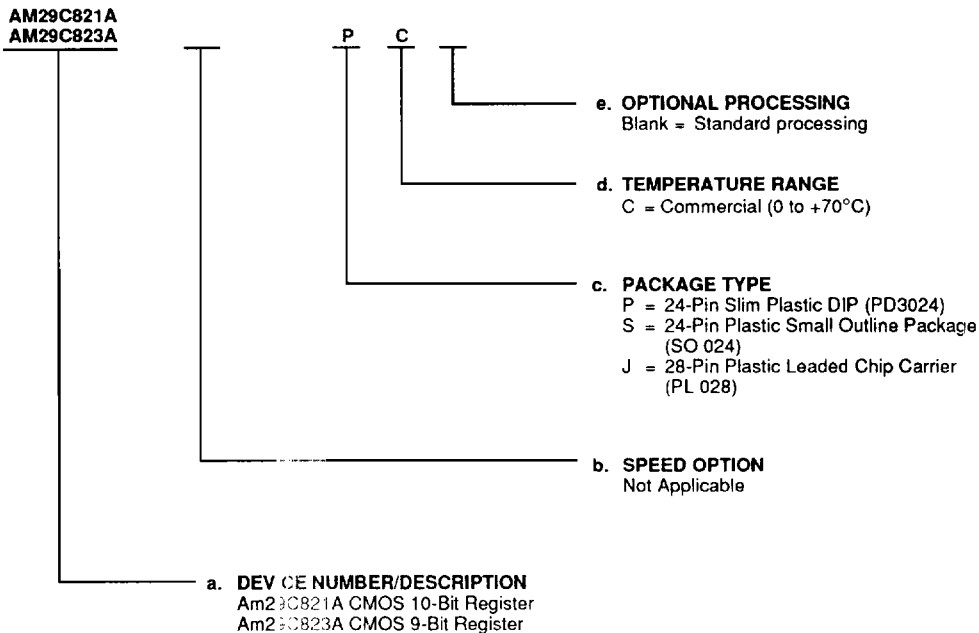 AM29C821A
AM29C823A
P C
e. OPTIONAL PROCESSING
Blank = Standard processing
d. TEMPERATURE RANGE
C = Commercial (0 to +70°C)
c. PACKAGE TYPE
P = 24-Pin Slim Plastic DIP (PD3024)
S = 24-Pin Plastic Small Outline Package
(SO 024)
J = 28-Pin Plastic Leaded Chip Carrier
(PL 028)
b. SPEED OPTION
Not Applicable
a. DEVICE NUMBER/DESCRIPTION
Am29C821A CMOS 10-Bit Register
Am29C823A CMOS 9-Bit Register